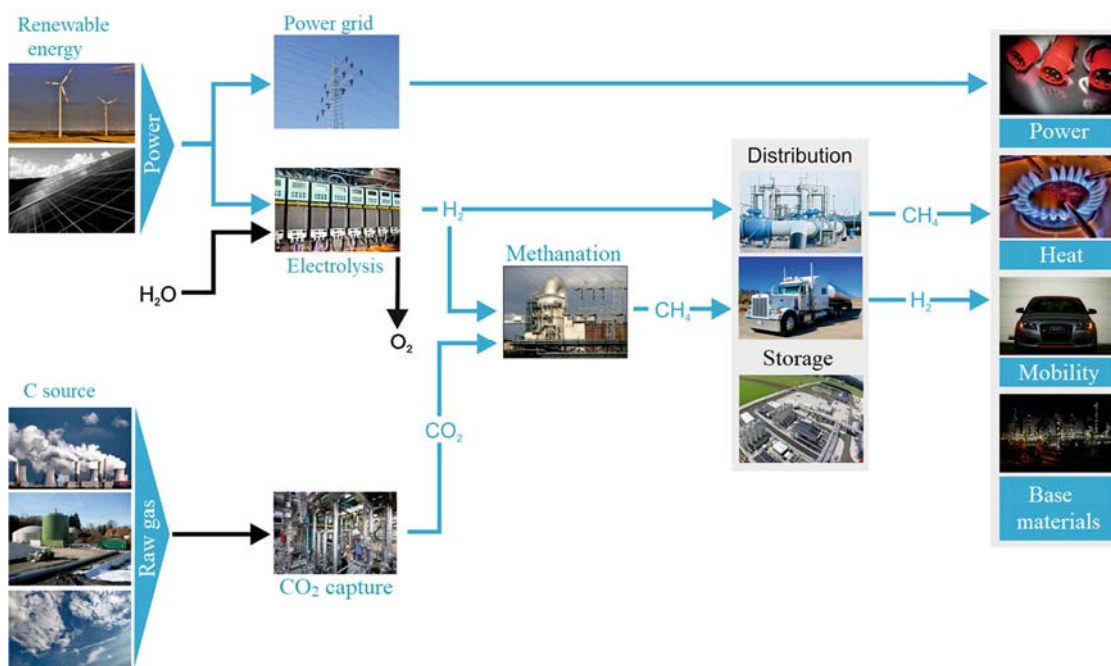 Renewable
energy
Power
Power grid
Electrolysis
H₂O
O₂
H₂
Methanation
CH₄
Distribution
Storage
CH₄
H₂
Power
Heat
Mobility
Base
materials
C source
Raw gas
CO₂ capture
CO₂